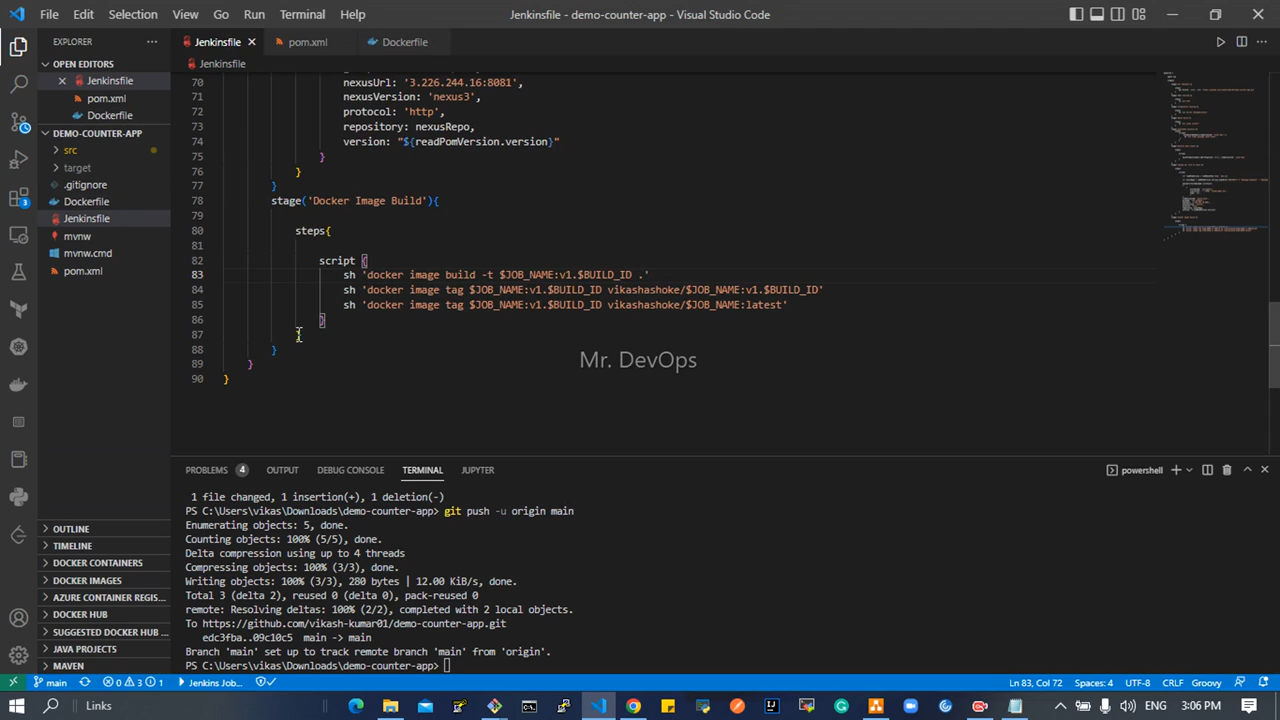 File Edit Selection View Go Run Terminal Help
Jenkinsfile - demo-counter-app - Visual Studio Code
EXPLORER
OPEN EDITORS
Jenkinsfile
pom.xml
Dockerfile
DEMO-COUNTER-APP
src
target
.gitignore
Dockerfile
Jenkinsfile
mvnw
mvnw.cmd
pom.xml
OUTLINE
TIMELINE
DOCKER CONTAINERS
DOCKER IMAGES
AZURE CONTAINER REGIS...
DOCKER HUB
SUGGESTED DOCKER HUB ...
JAVA PROJECTS
MAVEN
Jenkinsfile pom.xml Dockerfile
Jenkinsfile
70 nexusUrl: '3.226.244.16:8081',
71 nexusVersion: 'nexus3',
72 protocol: 'http',
73 repository: nexusRepo,
74 version: "${readPomVersion.version}"
75 }
76 }
77 }
78 stage('Docker Image Build'){
79
80 steps{
81
82 script {
83 sh 'docker image build -t $JOB_NAME:v1.$BUILD_ID .'
84 sh 'docker image tag $JOB_NAME:v1.$BUILD_ID vikashashoke/$JOB_NAME:v1.$BUILD_ID'
85 sh 'docker image tag $JOB_NAME:v1.$BUILD_ID vikashashoke/$JOB_NAME:latest'
86 }
87 }
88 }
89 }
90 }
Mr. DevOps
PROBLEMS 4 OUTPUT DEBUG CONSOLE TERMINAL JUPYTER
powershell
1 file changed, 1 insertion(+), 1 deletion(-)
PS C:\Users\vikas\Downloads\demo-counter-app> git push -u origin main
Enumerating objects: 5, done.
Counting objects: 100% (5/5), done.
Delta compression using up to 4 threads
Compressing objects: 100% (3/3), done.
Writing objects: 100% (3/3), 280 bytes | 12.00 KiB/s, done.
Total 3 (delta 2), reused 0 (delta 0), pack-reused 0
remote: Resolving deltas: 100% (2/2), completed with 2 local objects.
To https://github.com/vikash-kumar01/demo-counter-app.git
edc3fba..09c10c5 main -> main
Branch 'main' set up to track remote branch 'main' from 'origin'.
PS C:\Users\vikas\Downloads\demo-counter-app>
main 0 3 1 Jenkins Job...
Ln 83, Col 72 Spaces: 4 UTF-8 CRLF Groovy
Links
ENG 3:06 PM